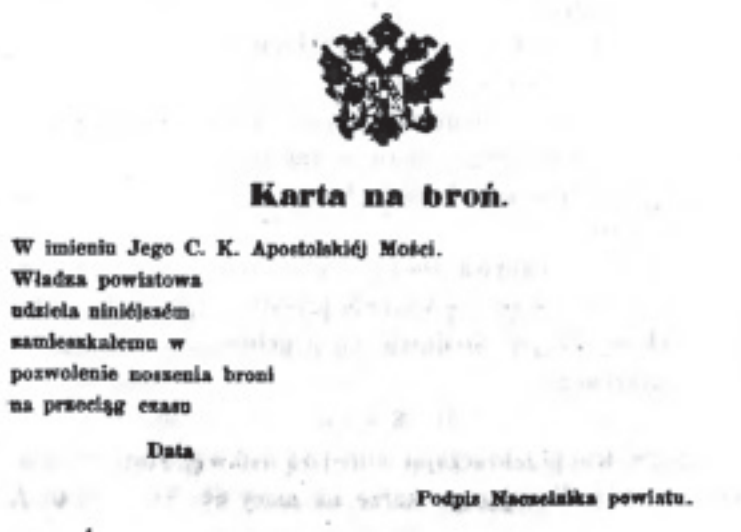 Karta na broń.
W imieniu Jego C. K. Apostolskiéj Mości.
Władza powiatowa
udziela niniéjszém
zamieszkałemu w
pozwolenie noszenia broni
na przeciąg czasu
Data
Podpis Naczelnika powiatu.